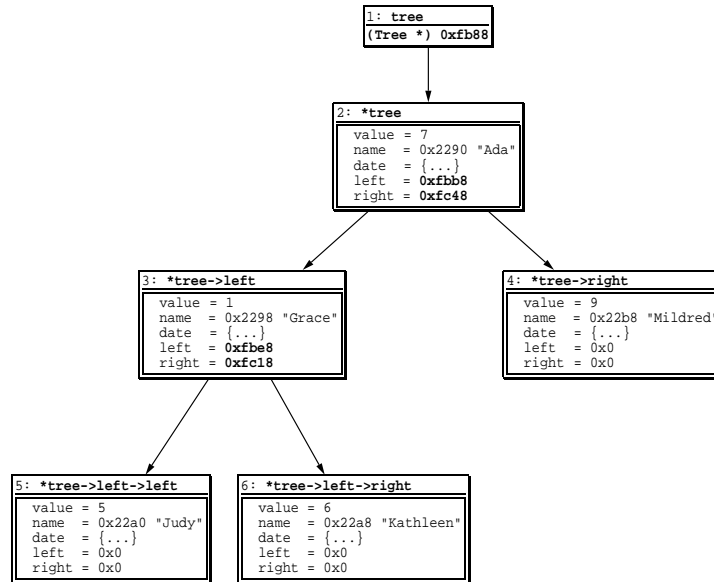 1: tree
(Tree *) 0xfb88
2: *tree
value = 7
name  = 0x2290 "Ada"
date  = {...}
left  = 0xfbb8
right = 0xfc48
3: *tree->left
value = 1
name  = 0x2298 "Grace"
date  = {...}
left  = 0xfbe8
right = 0xfc18
4: *tree->right
value = 9
name  = 0x22b8 "Mildred"
date  = {...}
left  = 0x0
right = 0x0
5: *tree->left->left
value = 5
name  = 0x22a0 "Judy"
date  = {...}
left  = 0x0
right = 0x0
6: *tree->left->right
value = 6
name  = 0x22a8 "Kathleen"
date  = {...}
left  = 0x0
right = 0x0